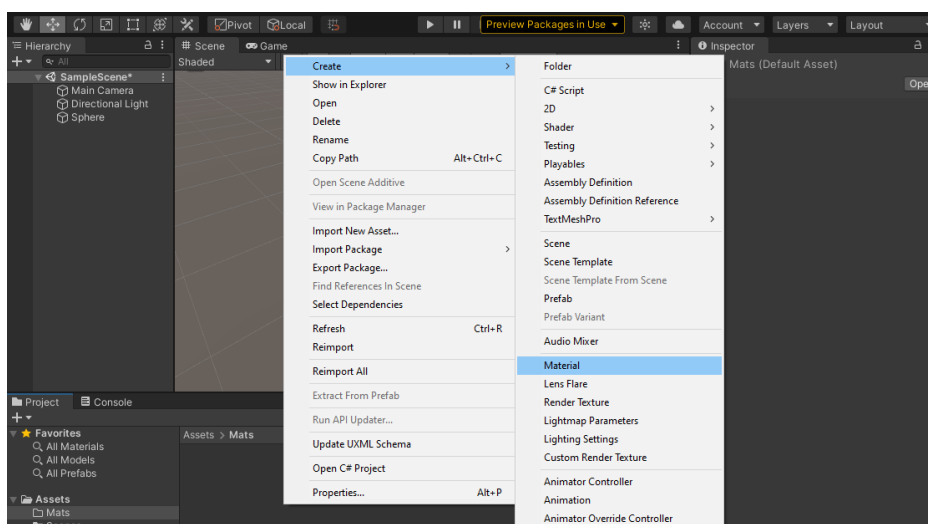 Pivot
Local
Preview Packages in Use
Account
Layers
Layout
Hierarchy
All
SampleScene*
Main Camera
Directional Light
Sphere
Scene
Game
Shaded
Create
Show in Explorer
Open
Delete
Rename
Copy Path Alt+Ctrl+C
Open Scene Additive
View in Package Manager
Import New Asset...
Import Package
Export Package...
Find References In Scene
Select Dependencies
Refresh Ctrl+R
Reimport
Reimport All
Extract From Prefab
Run API Updater...
Update UXML Schema
Open C# Project
Properties... Alt+P
Folder
C# Script
2D
Shader
Testing
Playables
Assembly Definition
Assembly Definition Reference
TextMeshPro
Scene
Scene Template
Scene Template From Scene
Prefab
Prefab Variant
Audio Mixer
Material
Lens Flare
Render Texture
Lightmap Parameters
Lighting Settings
Custom Render Texture
Animator Controller
Animation
Animator Override Controller
Inspector
Mats (Default Asset)
Ope
Project
Console
Favorites
All Materials
All Models
All Prefabs
Assets
Mats
Assets > Mats